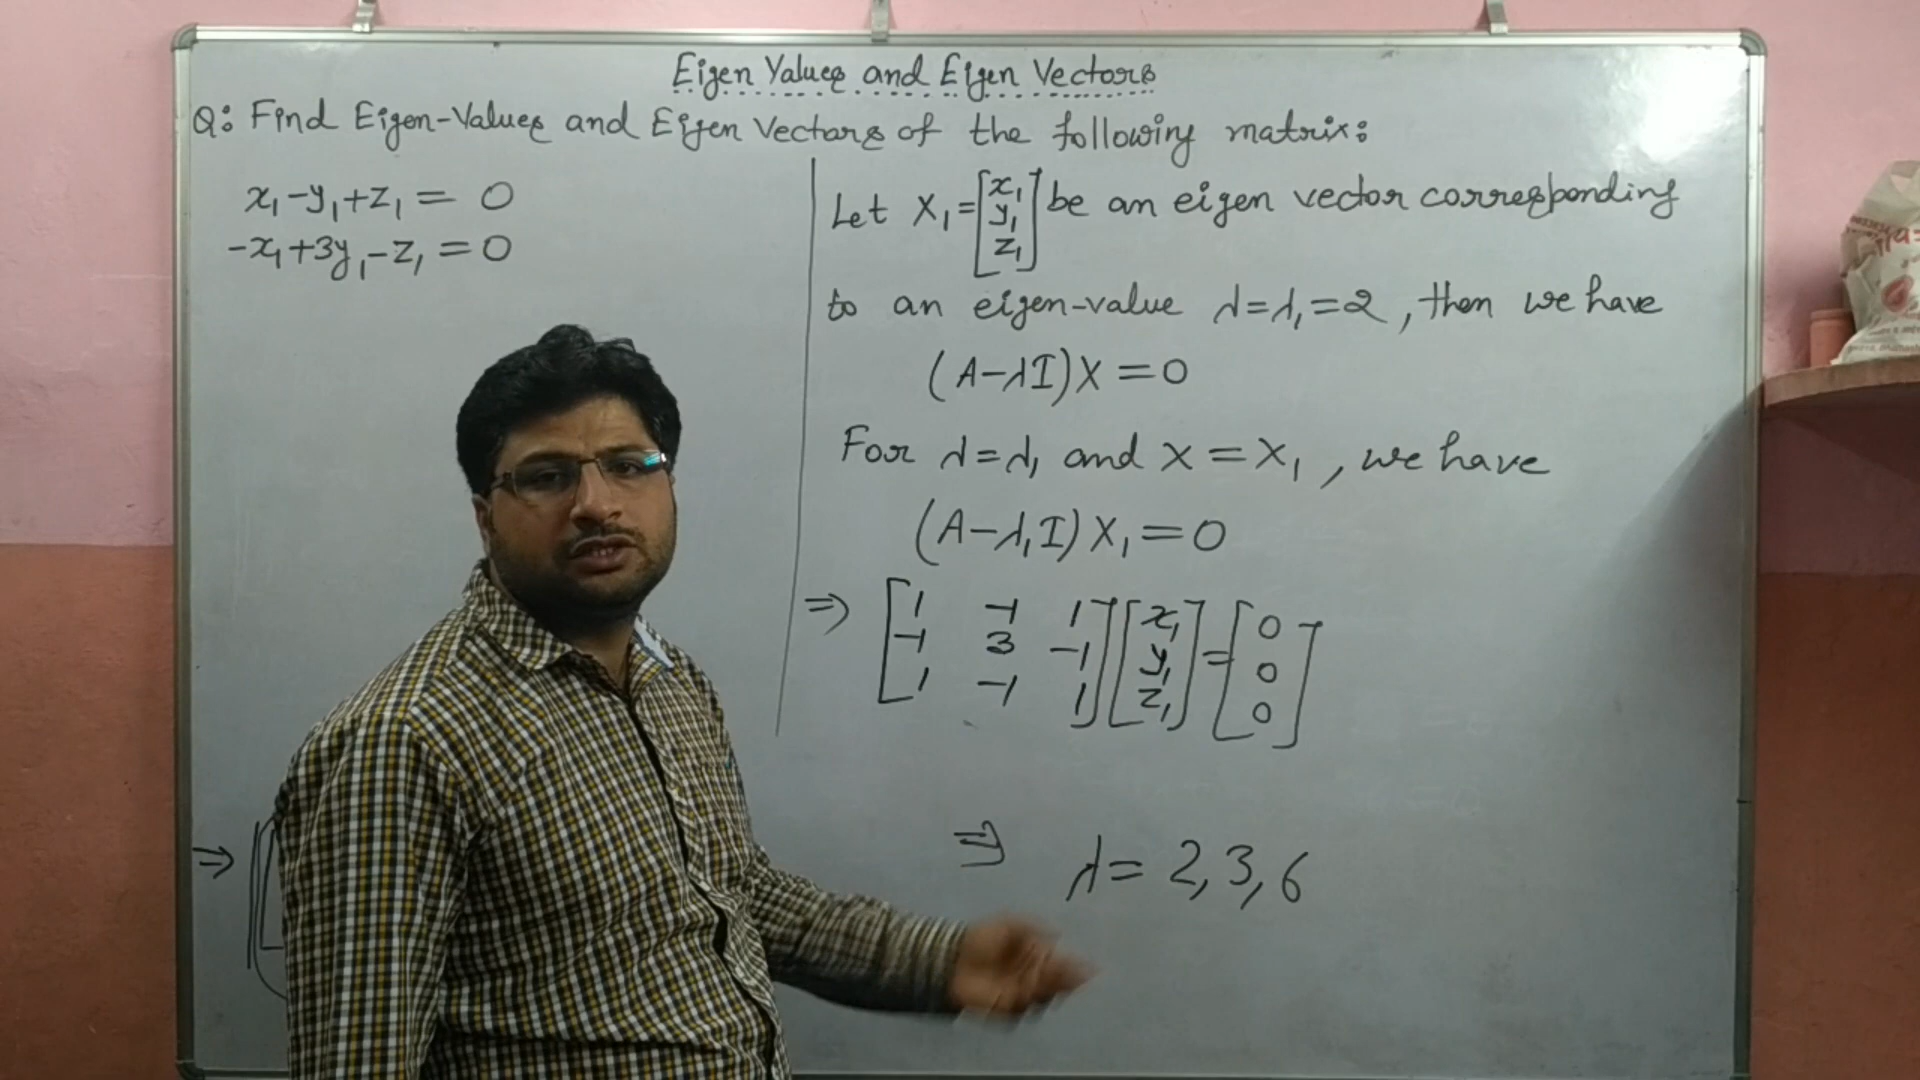 Eigen Values and Eigen Vectors
Q: Find Eigen-Values and Eigen Vectors of the following matrix:
x₁-y₁+z₁ = 0
-x₁+3y₁-z₁ = 0
⇒
Let X₁ = [x₁ y₁ z₁] be an eigen vector corresponding
to an eigen-value λ=λ₁=2, then we have
(A-λI)X = 0
For λ=λ₁ and X = X₁, we have
(A-λ₁I)X₁ = 0
⇒ [1 -1 1; -1 3 -1; 1 -1 1] [x₁ y₁ z₁] = [0 0 0]
⇒ λ = 2, 3, 6